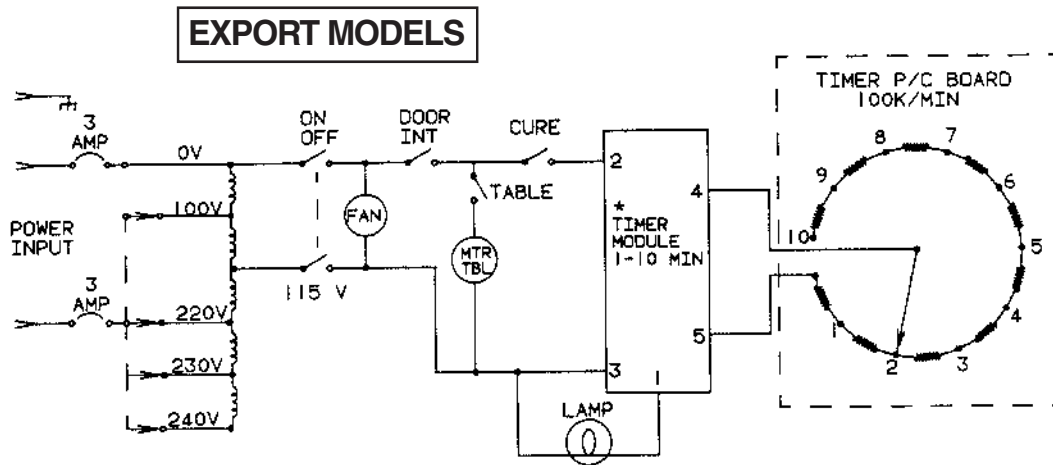 EXPORT MODELS
TIMER P/C BOARD
100K/MIN
3
AMP
0V
ON
OFF
DOOR
INT
CURE
2
4
TABLE
FAN
100V
POWER
INPUT
*
TIMER
MODULE
1-10 MIN
MTR
TBL
115 V
3
AMP
220V
230V
240V
5
3
1
LAMP
10
9
8
7
6
5
4
3
2
1